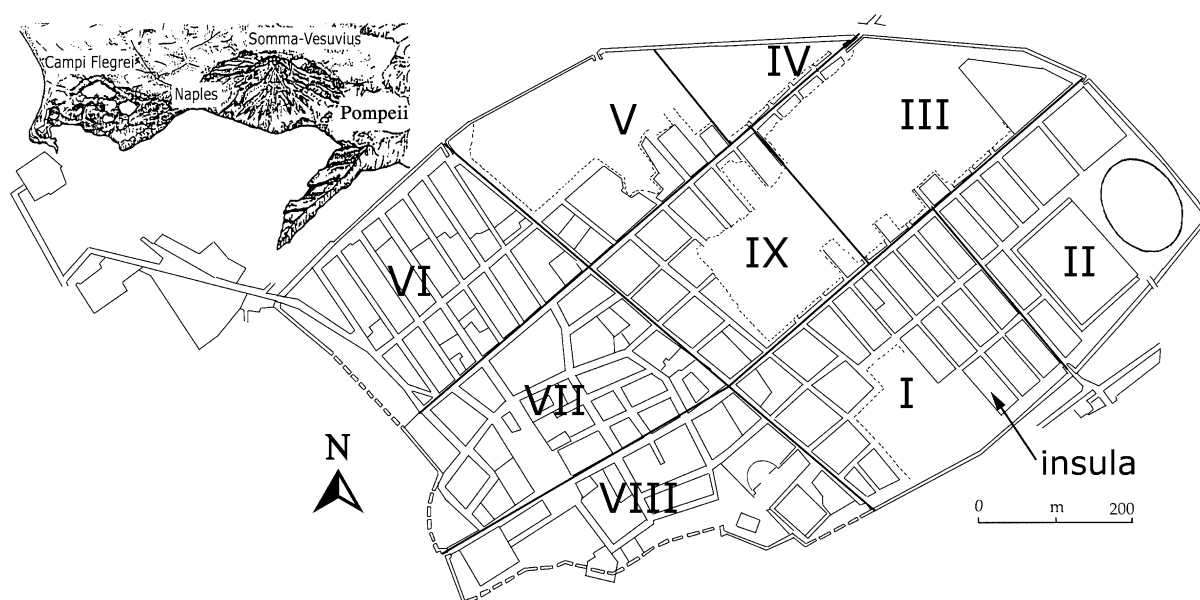 Somma-Vesuvius
Campi Flegrei
Naples
Pompeii
IV
V
III
IX
II
VI
I
VII
VIII
N
insula
0 m 200